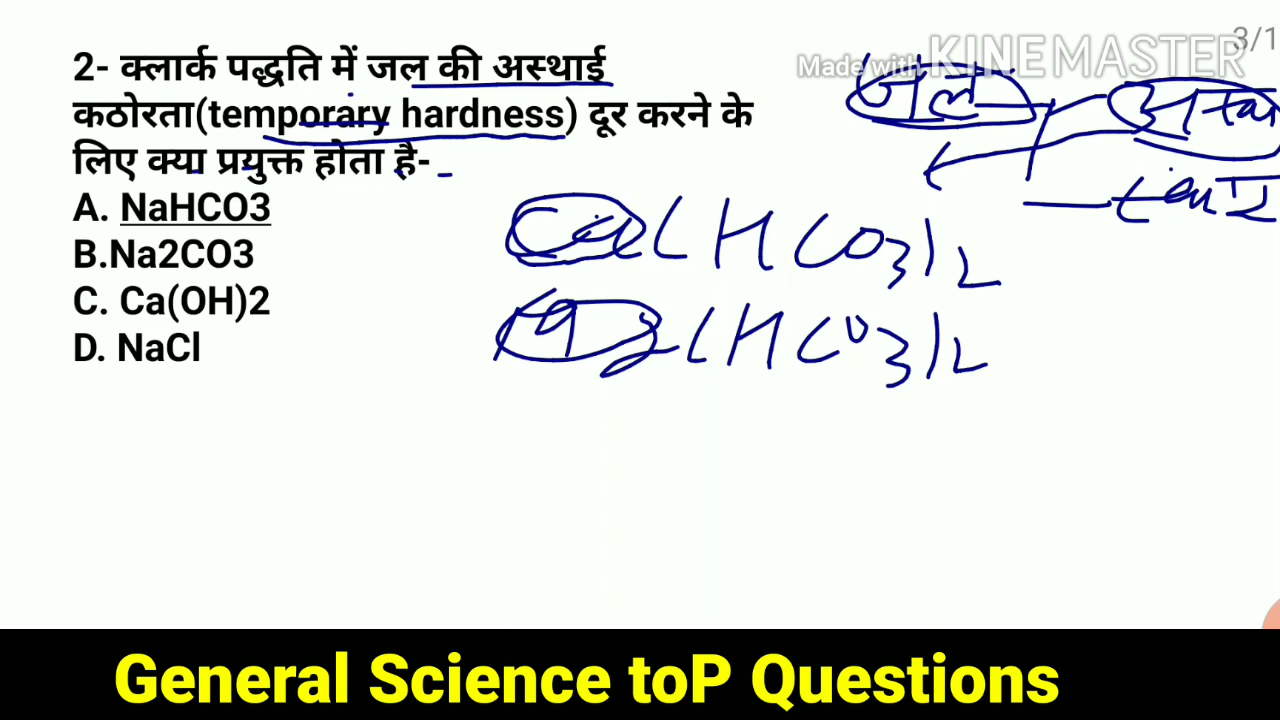 3/1
Made with KINEMASTER
2- क्लार्क पद्धति में जल की अस्थाई
कठोरता(temporary hardness) दूर करने के
लिए क्या प्रयुक्त होता है-
A. NaHCO3
B.Na2CO3
C. Ca(OH)2
D. NaCl
जल
Ca(HCO3)2
Mg(HCO3)2
General Science toP Questions